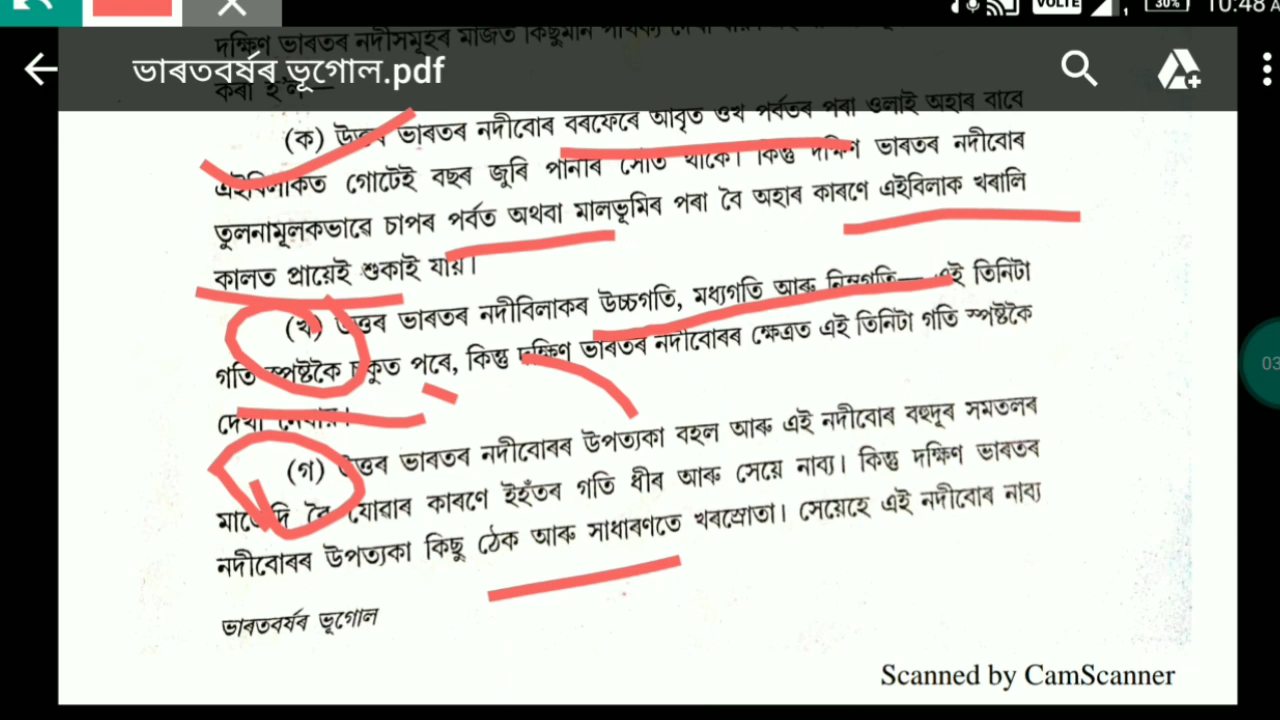 VOLTE 30% 10:48
দক্ষিণ ভাৰতৰ নদীসমূহৰ মাজত কিছুমান পাৰ্থক্য
ভাৰতবৰ্ষৰ ভূগোল.pdf
কৰা হ'ল—
(ক) উত্তৰ ভাৰতৰ নদীবোৰ বৰফেৰে আবৃত ওখ পৰ্বতৰ পৰা ওলাই অহাৰ বাবে
এইবিলাকত গোটেই বছৰ জুৰি পানীৰ সোঁত থাকে। কিন্তু দক্ষিণ ভাৰতৰ নদীবোৰ
তুলনামূলকভাৱে চাপৰ পৰ্বত অথবা মালভূমিৰ পৰা বৈ অহাৰ কাৰণে এইবিলাক খৰালি
কালত প্ৰায়েই শুকাই যায়।
(খ) উত্তৰ ভাৰতৰ নদীবিলাকৰ উচ্চগতি, মধ্যগতি আৰু নিম্নগতি— এই তিনিটা
গতি স্পষ্টকৈ চকুত পৰে, কিন্তু দক্ষিণ ভাৰতৰ নদীবোৰৰ ক্ষেত্ৰত এই তিনিটা গতি স্পষ্টকৈ
দেখা নেযায়।
(গ) উত্তৰ ভাৰতৰ নদীবোৰৰ উপত্যকা বহল আৰু এই নদীবোৰ বহুদূৰ সমতলৰ
মাজেদি বৈ যোৱাৰ কাৰণে ইহঁতৰ গতি ধীৰ আৰু সেয়ে নাব্য। কিন্তু দক্ষিণ ভাৰতৰ
নদীবোৰৰ উপত্যকা কিছু ঠেক আৰু সাধাৰণতে খৰস্ৰোতা। সেয়েহে এই নদীবোৰ নাব্য
ভাৰতবৰ্ষৰ ভূগোল
Scanned by CamScanner
03